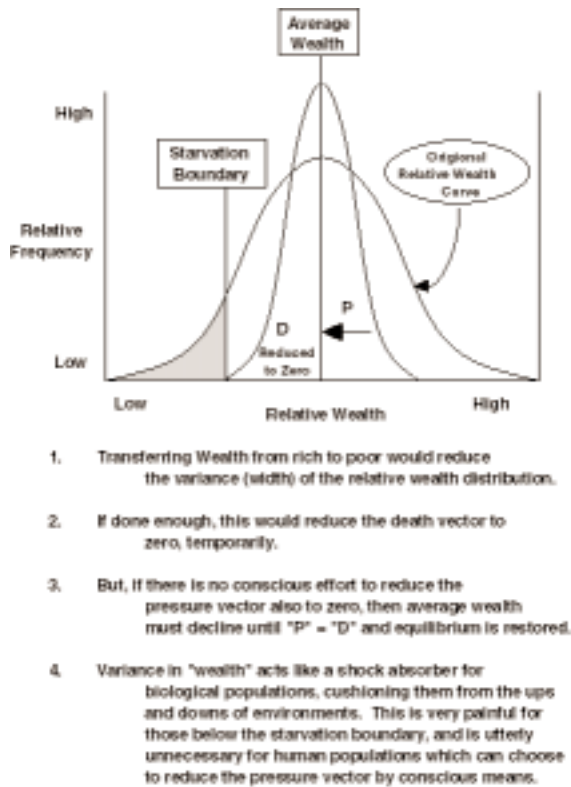 Average
Wealth
High
Starvation
Boundary
Origional
Relative Wealth
Curve
Relative
Frequency
P
D
Reduced
to Zero
Low
Low
Relative Wealth
High
1. Transferring Wealth from rich to poor would reduce
the variance (width) of the relative wealth distribution.
2. If done enough, this would reduce the death vector to
zero, temporarily.
3. But, if there is no conscious effort to reduce the
pressure vector also to zero, then average wealth
must decline until "P" = "D" and equilibrium is restored.
4. Variance in "wealth" acts like a shock absorber for
biological populations, cushioning them from the ups
and downs of environments. This is very painful for
those below the starvation boundary, and is utterly
unnecessary for human populations which can choose
to reduce the pressure vector by conscious means.